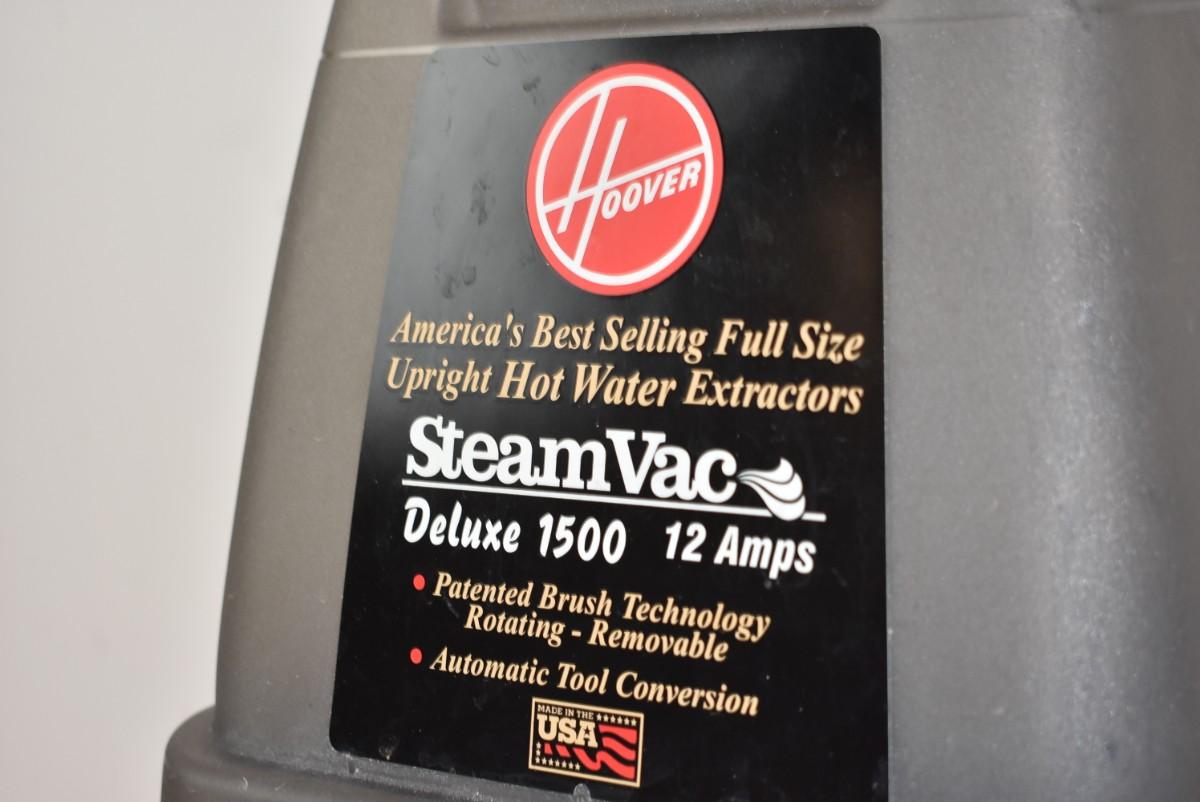 HOOVER
America's Best Selling Full Size
Upright Hot Water Extractors
SteamVac
Deluxe 1500 12 Amps
• Patented Brush Technology
Rotating - Removable
• Automatic Tool Conversion
MADE IN THE
USA